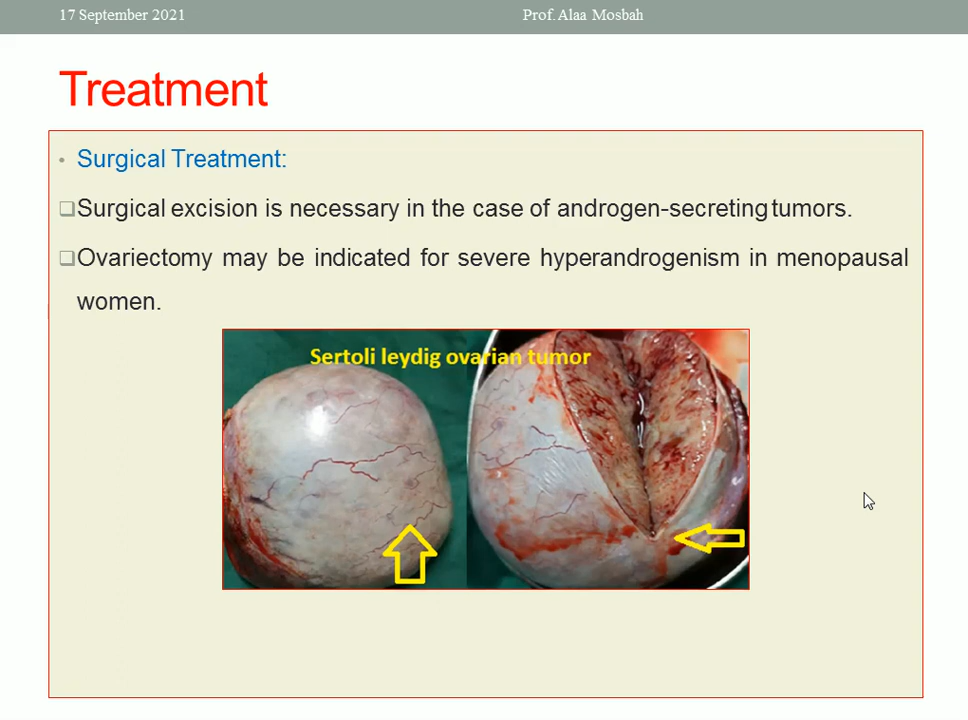 17 September 2021 Prof. Alaa Mosbah
Treatment
• Surgical Treatment:
❑Surgical excision is necessary in the case of androgen-secreting tumors.
❑Ovariectomy may be indicated for severe hyperandrogenism in menopausal
women.
Sertoli leydig ovarian tumor